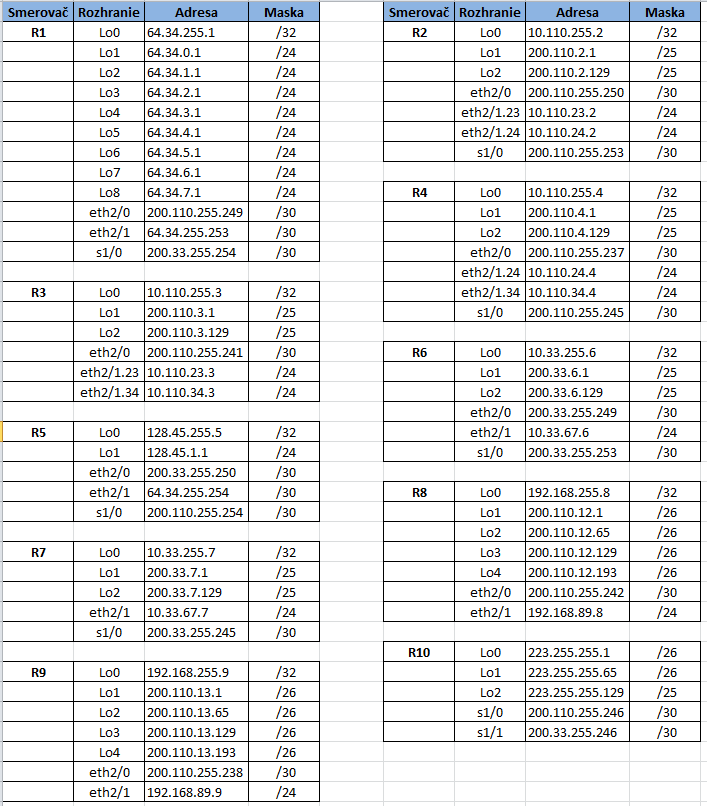 Smerovač Rozhranie Adresa Maska
R1 Lo0 64.34.255.1 /32
Lo1 64.34.0.1 /24
Lo2 64.34.1.1 /24
Lo3 64.34.2.1 /24
Lo4 64.34.3.1 /24
Lo5 64.34.4.1 /24
Lo6 64.34.5.1 /24
Lo7 64.34.6.1 /24
Lo8 64.34.7.1 /24
eth2/0 200.110.255.249 /30
eth2/1 64.34.255.253 /30
s1/0 200.33.255.254 /30
R3 Lo0 10.110.255.3 /32
Lo1 200.110.3.1 /25
Lo2 200.110.3.129 /25
eth2/0 200.110.255.241 /30
eth2/1.23 10.110.23.3 /24
eth2/1.34 10.110.34.3 /24
R5 Lo0 128.45.255.5 /32
Lo1 128.45.1.1 /24
eth2/0 200.33.255.250 /30
eth2/1 64.34.255.254 /30
s1/0 200.110.255.254 /30
R7 Lo0 10.33.255.7 /32
Lo1 200.33.7.1 /25
Lo2 200.33.7.129 /25
eth2/1 10.33.67.7 /24
s1/0 200.33.255.245 /30
R9 Lo0 192.168.255.9 /32
Lo1 200.110.13.1 /26
Lo2 200.110.13.65 /26
Lo3 200.110.13.129 /26
Lo4 200.110.13.193 /26
eth2/0 200.110.255.238 /30
eth2/1 192.168.89.9 /24
Smerovač Rozhranie Adresa Maska
R2 Lo0 10.110.255.2 /32
Lo1 200.110.2.1 /25
Lo2 200.110.2.129 /25
eth2/0 200.110.255.250 /30
eth2/1.23 10.110.23.2 /24
eth2/1.24 10.110.24.2 /24
s1/0 200.110.255.253 /30
R4 Lo0 10.110.255.4 /32
Lo1 200.110.4.1 /25
Lo2 200.110.4.129 /25
eth2/0 200.110.255.237 /30
eth2/1.24 10.110.24.4 /24
eth2/1.34 10.110.34.4 /24
s1/0 200.110.255.245 /30
R6 Lo0 10.33.255.6 /32
Lo1 200.33.6.1 /25
Lo2 200.33.6.129 /25
eth2/0 200.33.255.249 /30
eth2/1 10.33.67.6 /24
s1/0 200.33.255.253 /30
R8 Lo0 192.168.255.8 /32
Lo1 200.110.12.1 /26
Lo2 200.110.12.65 /26
Lo3 200.110.12.129 /26
Lo4 200.110.12.193 /26
eth2/0 200.110.255.242 /30
eth2/1 192.168.89.8 /24
R10 Lo0 223.255.255.1 /26
Lo1 223.255.255.65 /26
Lo2 223.255.255.129 /25
s1/0 200.110.255.246 /30
s1/1 200.33.255.246 /30